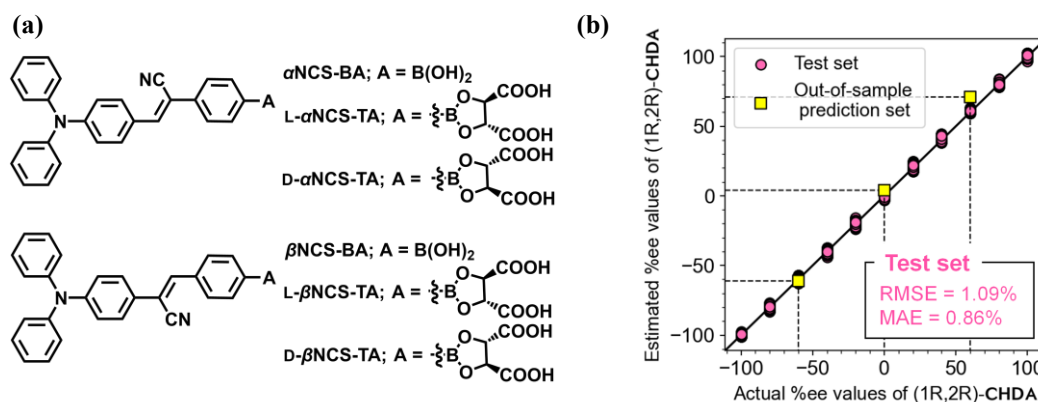 (a)
NC
N
A
αNCS-BA; A = B(OH)₂
L-αNCS-TA; A =
B
O
O
COOH
COOH
D-αNCS-TA; A =
B
O
O
COOH
COOH
N
CN
A
βNCS-BA; A = B(OH)₂
L-βNCS-TA; A =
B
O
O
COOH
COOH
D-βNCS-TA; A =
B
O
O
COOH
COOH
(b)
Estimated %ee values of (1R,2R)-CHDA
100
50
0
−50
−100
Test set
Out-of-sample
prediction set
Test set
RMSE = 1.09%
MAE = 0.86%
−100 −50 0 50 100
Actual %ee values of (1R,2R)-CHDA